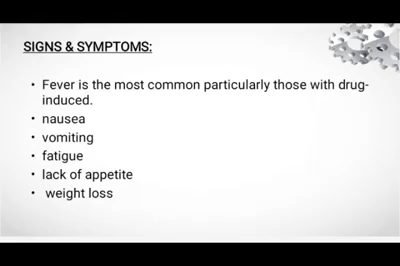 SIGNS & SYMPTOMS:
• Fever is the most common particularly those with drug-
induced.
• nausea
• vomiting
• fatigue
• lack of appetite
• weight loss